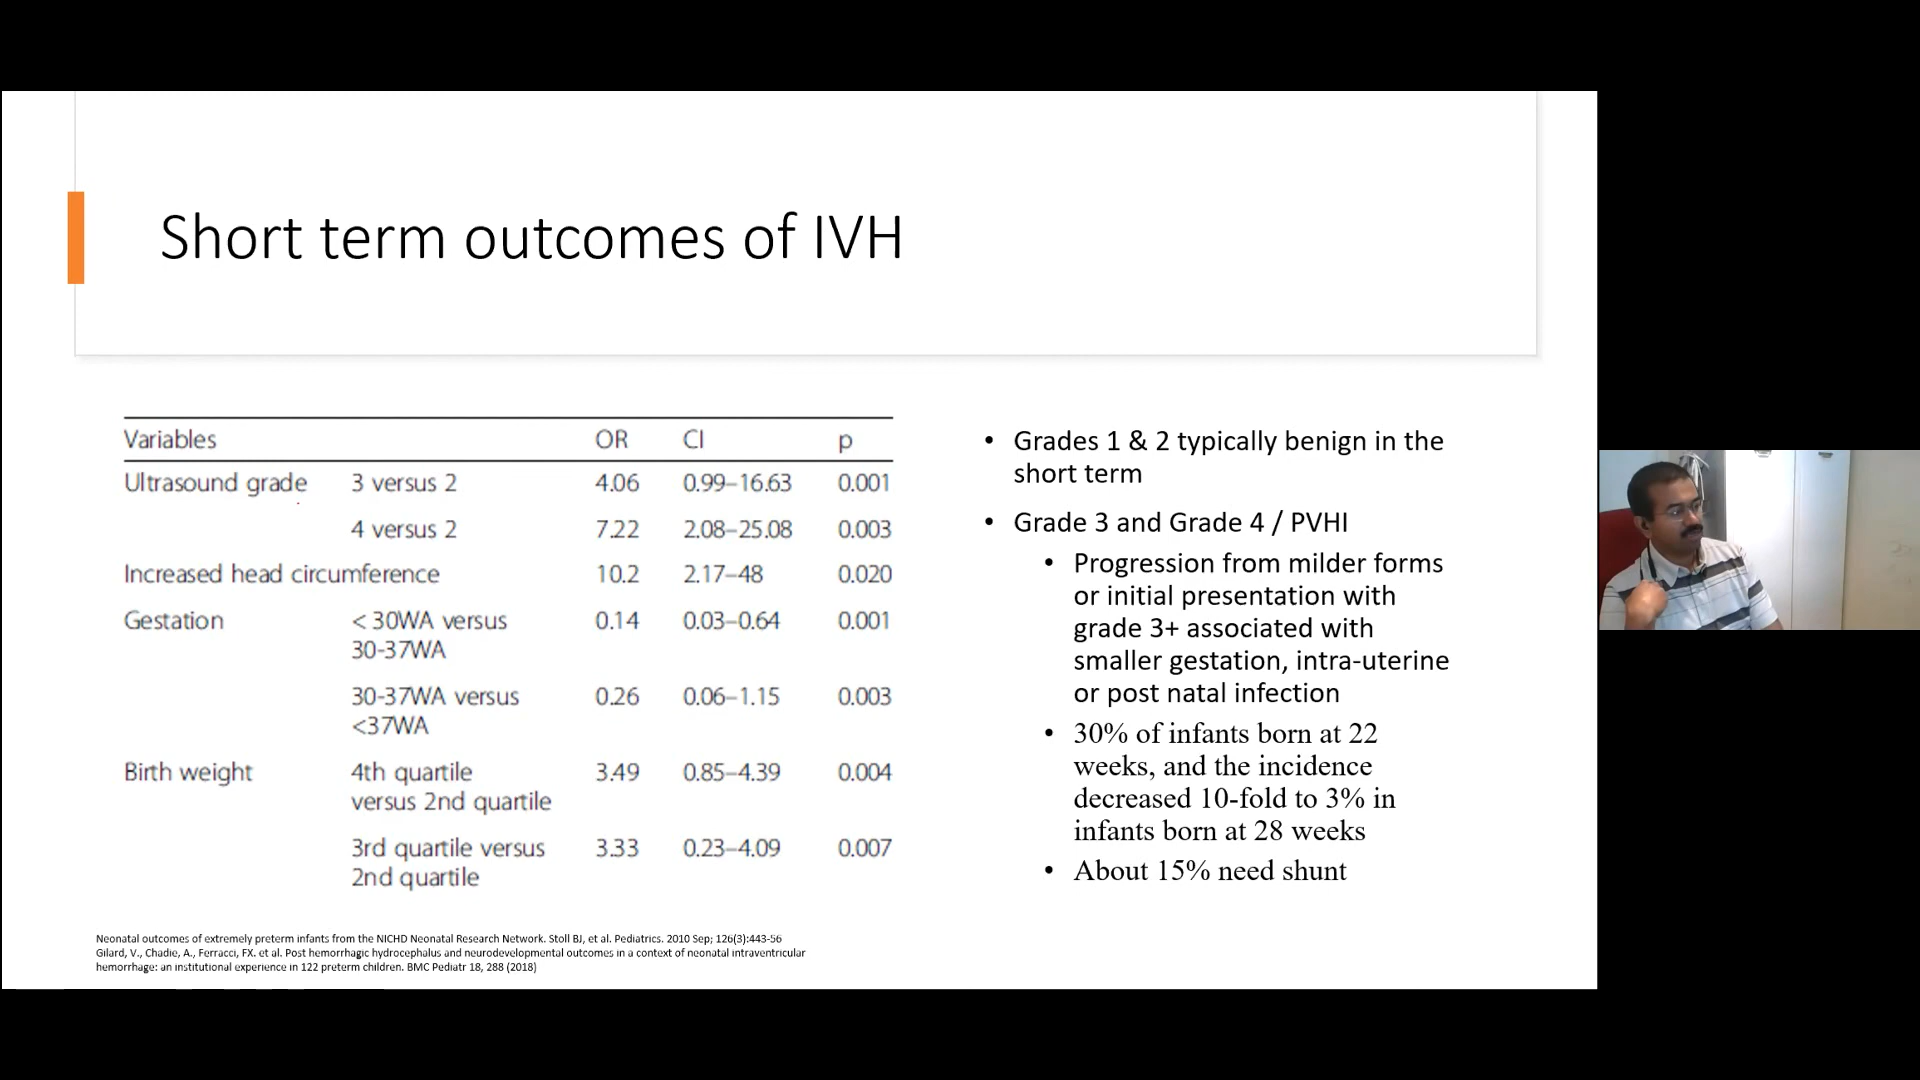 Short term outcomes of IVH
Variables OR CI p
Ultrasound grade 3 versus 2 4.06 0.99–16.63 0.001
4 versus 2 7.22 2.08–25.08 0.003
Increased head circumference 10.2 2.17–48 0.020
Gestation < 30WA versus 0.14 0.03–0.64 0.001
30-37WA
30-37WA versus 0.26 0.06–1.15 0.003
<37WA
Birth weight 4th quartile 3.49 0.85–4.39 0.004
versus 2nd quartile
3rd quartile versus 3.33 0.23–4.09 0.007
2nd quartile
• Grades 1 & 2 typically benign in the
short term
• Grade 3 and Grade 4 / PVHI
• Progression from milder forms
or initial presentation with
grade 3+ associated with
smaller gestation, intra-uterine
or post natal infection
• 30% of infants born at 22
weeks, and the incidence
decreased 10-fold to 3% in
infants born at 28 weeks
• About 15% need shunt
Neonatal outcomes of extremely preterm infants from the NICHD Neonatal Research Network. Stoll BJ, et al. Pediatrics. 2010 Sep; 126(3):443-56
Gilard, V., Chadie, A., Ferracci, FX. et al. Post hemorrhagic hydrocephalus and neurodevelopmental outcomes in a context of neonatal intraventricular
hemorrhage: an institutional experience in 122 preterm children. BMC Pediatr 18, 288 (2018)